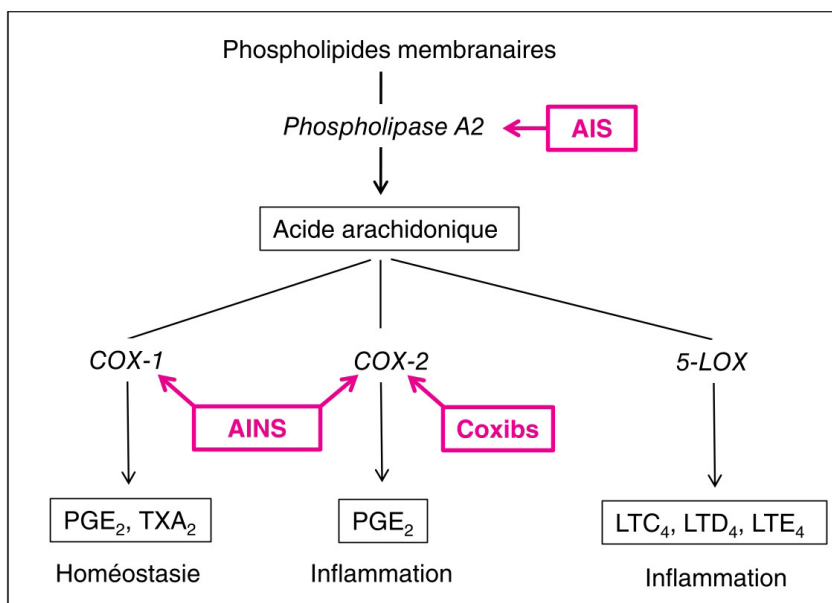 Phospholipides membranaires
Phospholipase A2
AIS
Acide arachidonique
COX-1
COX-2
5-LOX
AINS
Coxibs
PGE₂, TXA₂
PGE₂
LTC₄, LTD₄, LTE₄
Homéostasie
Inflammation
Inflammation